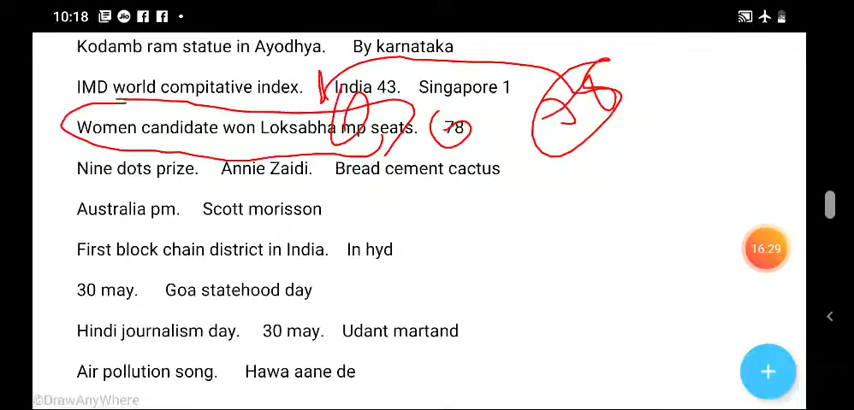 10:18
Kodamb ram statue in Ayodhya. By karnataka
IMD world compitative index. India 43. Singapore 1
Women candidate won Loksabha mp seats. 78
Nine dots prize. Annie Zaidi. Bread cement cactus
Australia pm. Scott morisson
First block chain district in India. In hyd
16:29
30 may. Goa statehood day
Hindi journalism day. 30 may. Udant martand
Air pollution song. Hawa aane de
©DrawAnyWhere